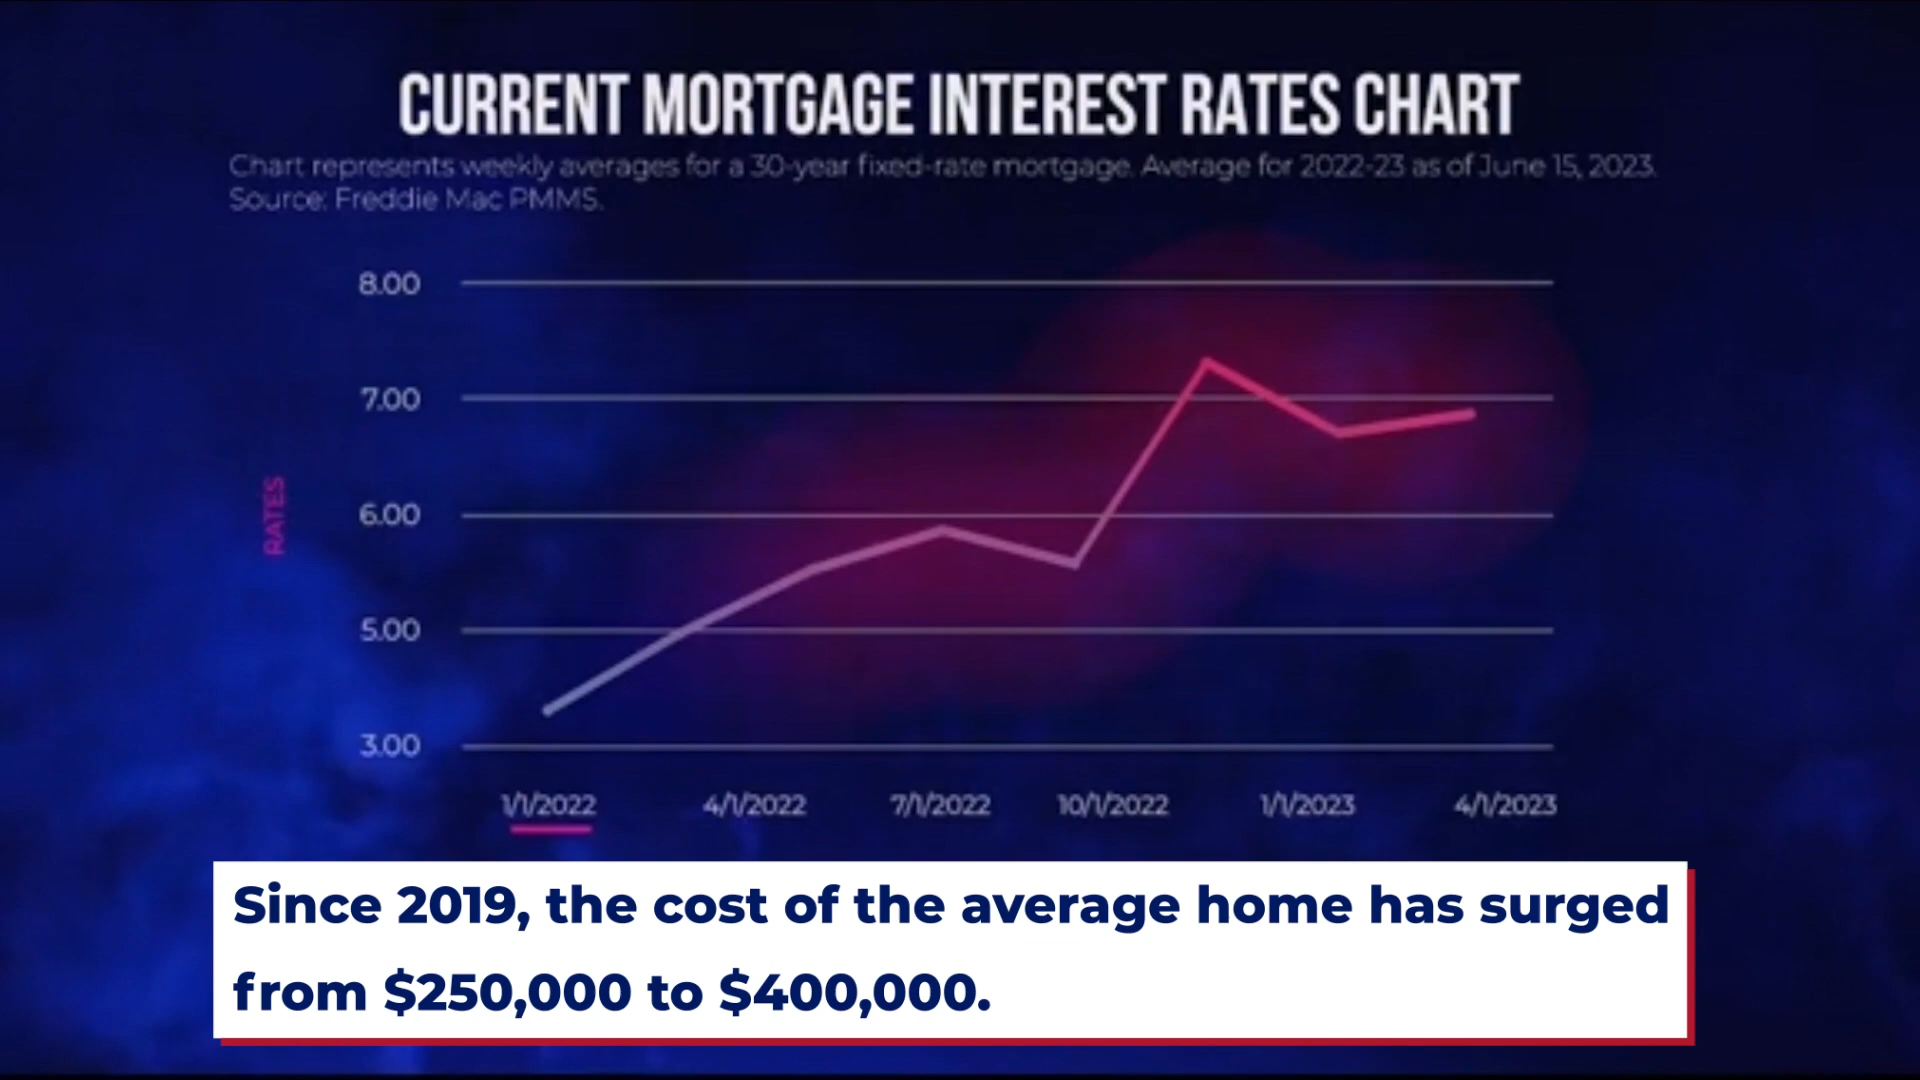 CURRENT MORTGAGE INTEREST RATES CHART
Chart represents weekly averages for a 30-year fixed-rate mortgage. Average for 2022-23 as of June 15, 2023.
Source: Freddie Mac PMMS.
8.00
7.00
RATES
6.00
5.00
3.00
1/1/2022 4/1/2022 7/1/2022 10/1/2022 1/1/2023 4/1/2023
Since 2019, the cost of the average home has surged
from $250,000 to $400,000.